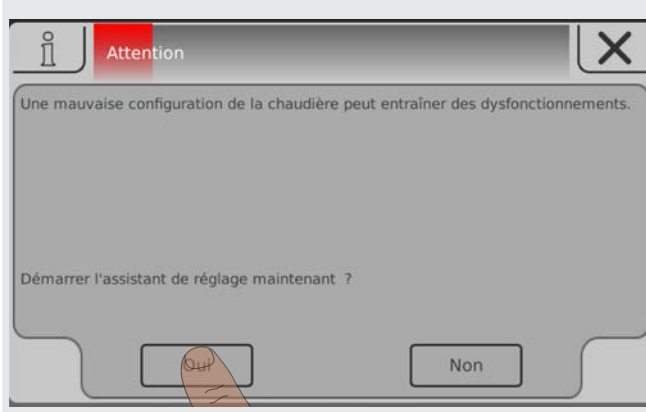 Attention
Une mauvaise configuration de la chaudière peut entraîner des dysfonctionnements.
Démarrer l'assistant de réglage maintenant ?
Oui
Non